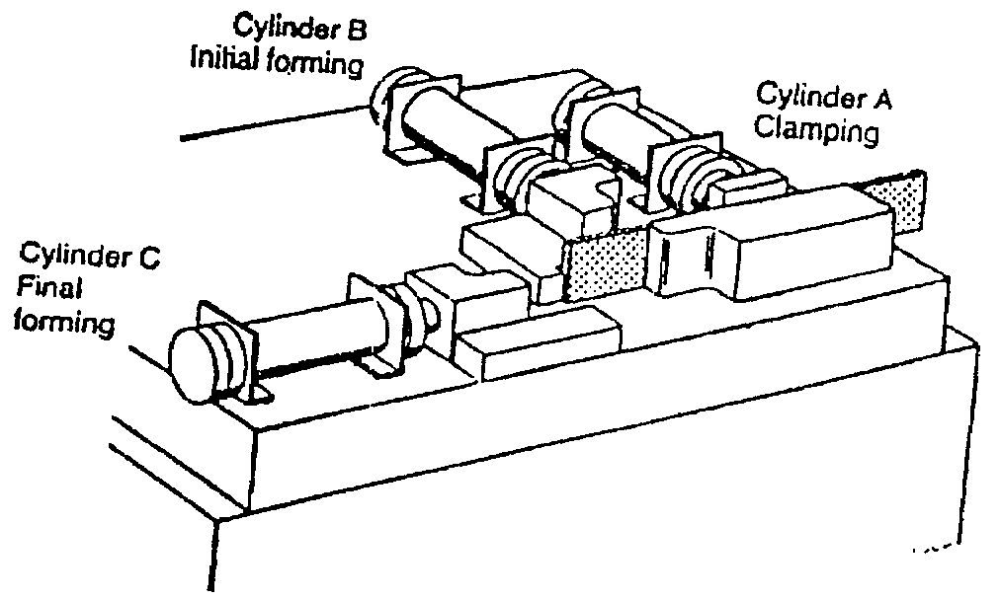 Cylinder B
Initial forming
Cylinder A
Clamping
Cylinder C
Final
forming